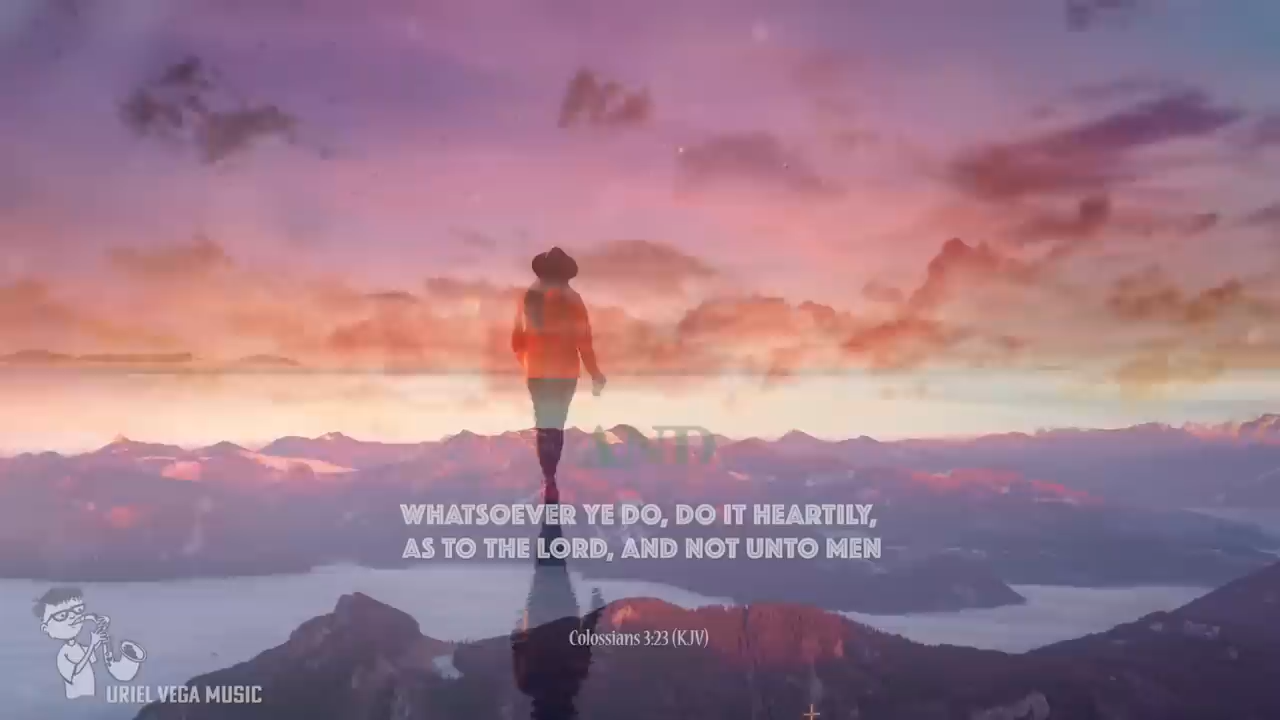 AND
WHATSOEVER YE DO, DO IT HEARTILY,
AS TO THE LORD, AND NOT UNTO MEN
Colossians 3:23 (KJV)
URIEL VEGA MUSIC